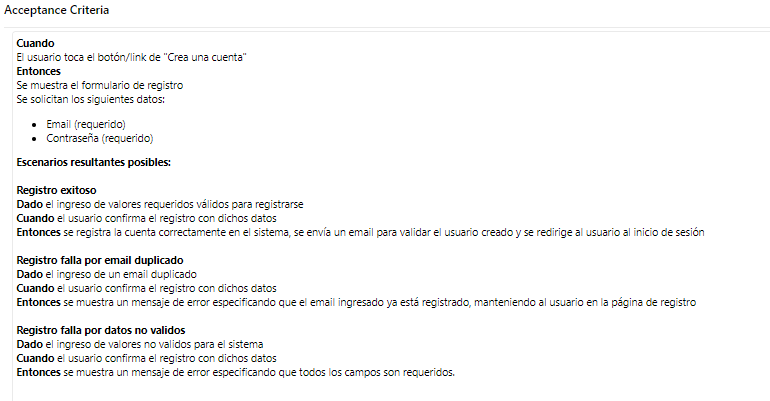 Acceptance Criteria
Cuando
El usuario toca el botón/link de "Crea una cuenta"
Entonces
Se muestra el formulario de registro
Se solicitan los siguientes datos:
• Email (requerido)
• Contraseña (requerido)
Escenarios resultantes posibles:
Registro exitoso
Dado el ingreso de valores requeridos válidos para registrarse
Cuando el usuario confirma el registro con dichos datos
Entonces se registra la cuenta correctamente en el sistema, se envía un email para validar el usuario creado y se redirige al usuario al inicio de sesión
Registro falla por email duplicado
Dado el ingreso de un email duplicado
Cuando el usuario confirma el registro con dichos datos
Entonces se muestra un mensaje de error especificando que el email ingresado ya está registrado, manteniendo al usuario en la página de registro
Registro falla por datos no validos
Dado el ingreso de valores no validos para el sistema
Cuando el usuario confirma el registro con dichos datos
Entonces se muestra un mensaje de error especificando que todos los campos son requeridos.